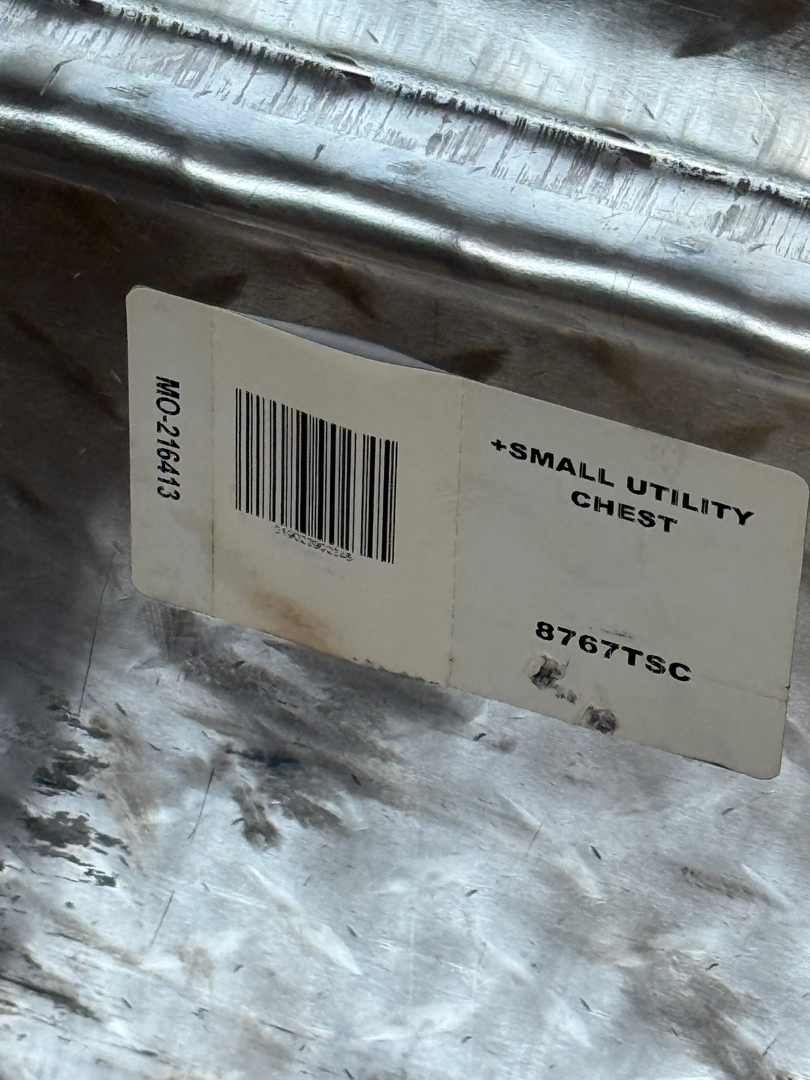 MO-216413
+SMALL UTILITY
CHEST
8767TSC